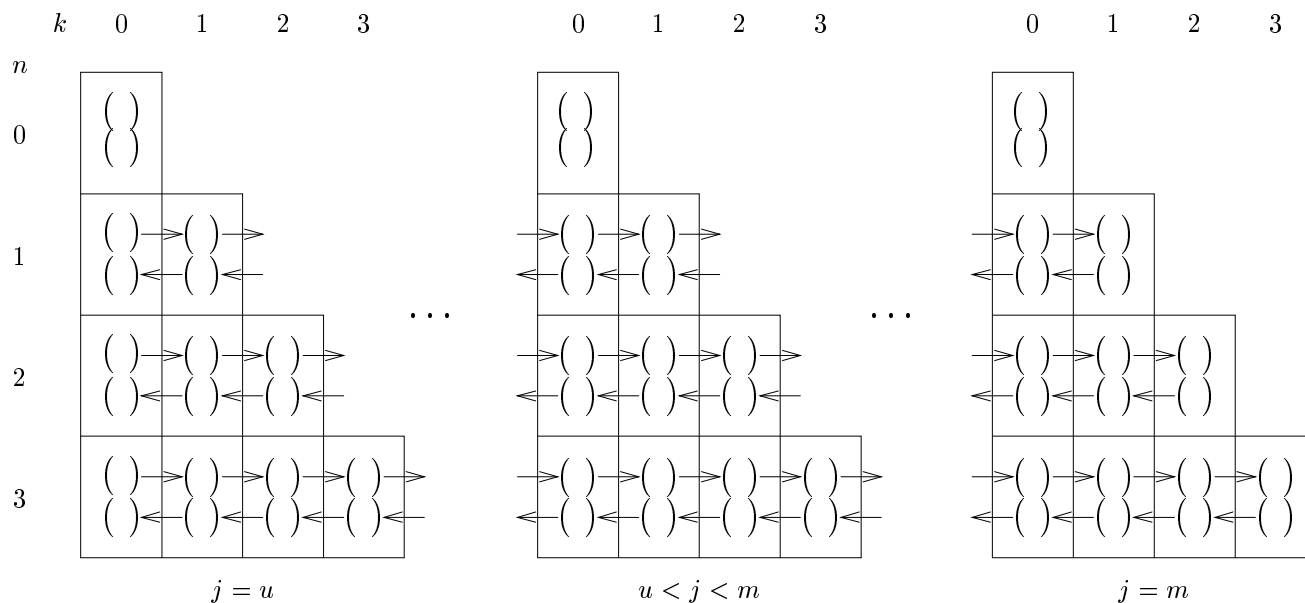 k 0 1 2 3 0 1 2 3 0 1 2 3
n
0 ( ) ( ) ( )
( ) ( ) ( )
( ) ( ) ( ) ( ) ( ) ( )
1
( ) ( ) ( ) ( ) ( ) ( )
... ...
( ) ( ) ( ) ( ) ( ) ( ) ( ) ( ) ( )
2
( ) ( ) ( ) ( ) ( ) ( ) ( ) ( ) ( )
( ) ( ) ( ) ( ) ( ) ( ) ( ) ( ) ( ) ( ) ( ) ( )
3
( ) ( ) ( ) ( ) ( ) ( ) ( ) ( ) ( ) ( ) ( ) ( )
j = u u < j < m j = m